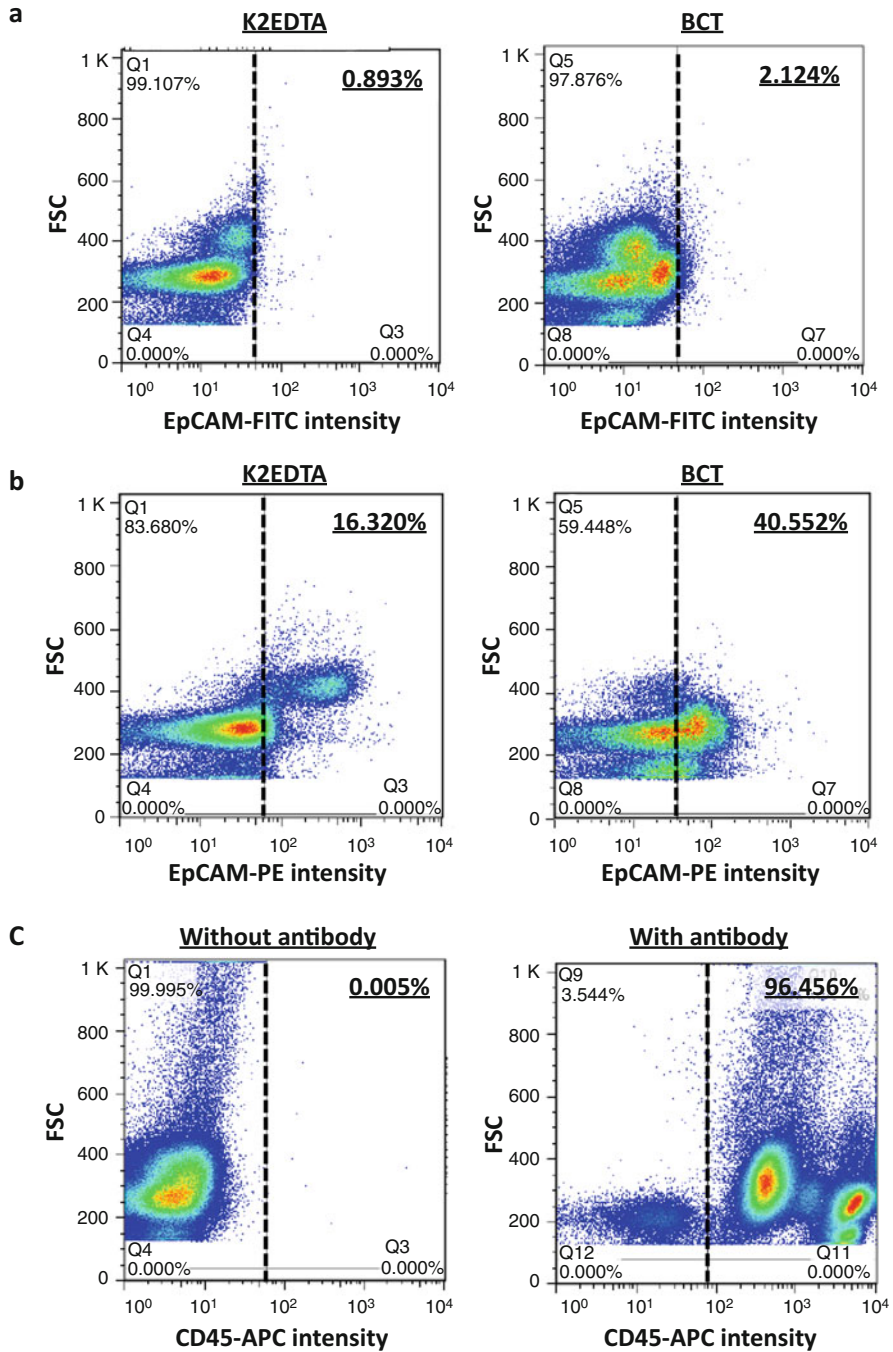 a
K2EDTA
BCT
Q1
99.107%
0.893%
Q5
97.876%
2.124%
FSC
1 K
800
600
400
200
0
Q4
0.000%
Q3
0.000%
10⁰ 10¹ 10² 10³ 10⁴
EpCAM-FITC intensity
FSC
1 K
800
600
400
200
0
Q8
0.000%
Q7
0.000%
10⁰ 10¹ 10² 10³ 10⁴
EpCAM-FITC intensity
b
K2EDTA
BCT
Q1
83.680%
16.320%
Q5
59.448%
40.552%
FSC
1 K
800
600
400
200
0
Q4
0.000%
Q3
0.000%
10⁰ 10¹ 10² 10³ 10⁴
EpCAM-PE intensity
FSC
1 K
800
600
400
200
0
Q8
0.000%
Q7
0.000%
10⁰ 10¹ 10² 10³ 10⁴
EpCAM-PE intensity
C
Without antibody
With antibody
Q1
99.995%
0.005%
Q9
3.544%
96.456%
FSC
1 K
800
600
400
200
0
Q4
0.000%
Q3
0.000%
10⁰ 10¹ 10² 10³ 10⁴
CD45-APC intensity
FSC
1 K
800
600
400
200
0
Q12
0.000%
Q11
0.000%
10⁰ 10¹ 10² 10³ 10⁴
CD45-APC intensity